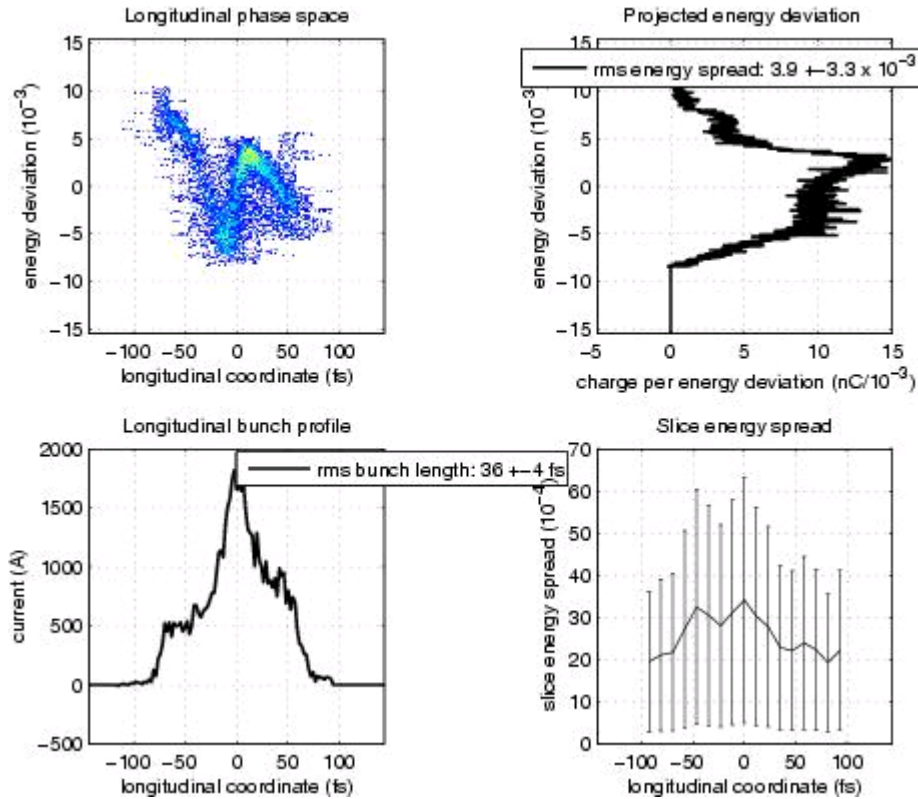 Longitudinal phase space
15
10
5
0
−5
−10
−15
energy deviation (10⁻³)
−100 −50 0 50 100
longitudinal coordinate (fs)
Projected energy deviation
rms energy spread: 3.9 +−3.3 x 10⁻³
15
10
5
0
−5
−10
−15
energy deviation (10⁻³)
−5 0 5 10 15
charge per energy deviation (nC/10⁻³)
Longitudinal bunch profile
rms bunch length: 36 +−4 fs
2000
1500
1000
500
0
−500
current (A)
−100 −50 0 50 100
longitudinal coordinate (fs)
Slice energy spread
70
60
50
40
30
20
10
0
slice energy spread (10⁻⁴)
−100 −50 0 50 100
longitudinal coordinate (fs)